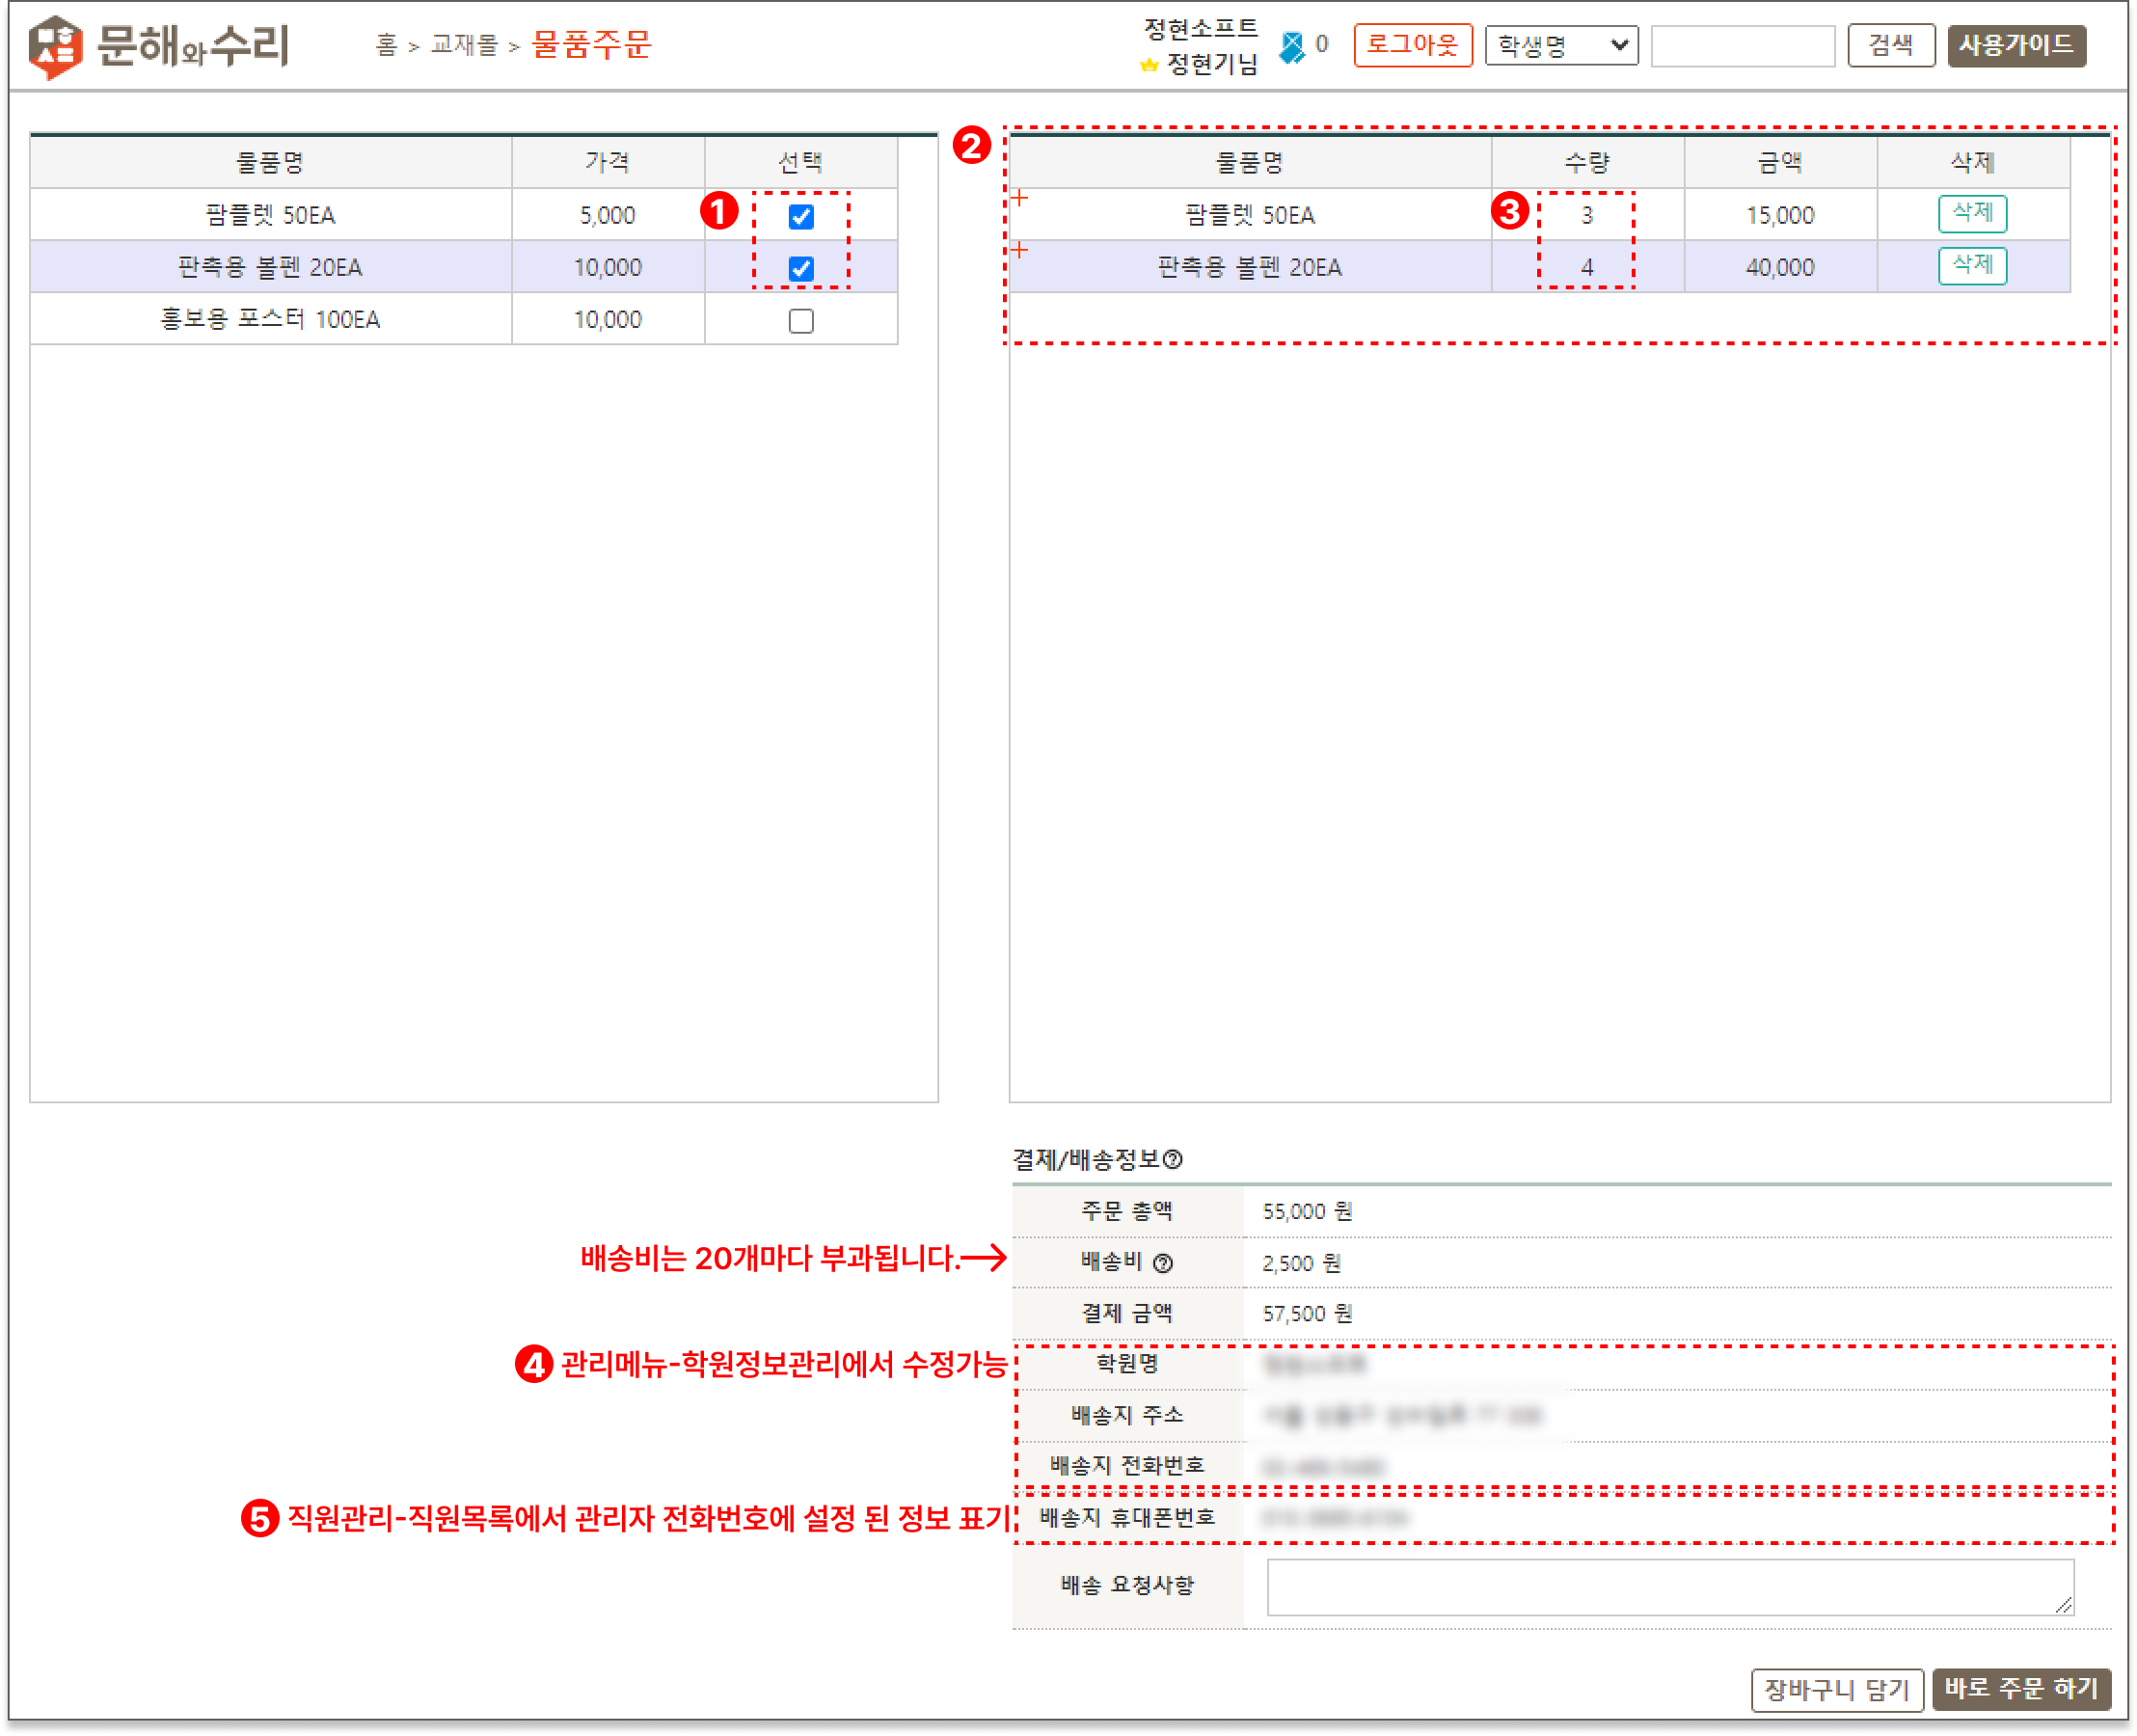 문해와수리
홈 > 교재몰 > 물품주문
정현소프트
정현기님
0
로그아웃
학생명
검색
사용가이드
물품명 가격 선택
팜플렛 50EA 5,000
판촉용 볼펜 20EA 10,000
홍보용 포스터 100EA 10,000
1
2
물품명 수량 금액 삭제
팜플렛 50EA 3 15,000 삭제
판촉용 볼펜 20EA 4 40,000 삭제
3
결제/배송정보?
주문 총액 55,000 원
배송비는 20개마다 부과됩니다.→
배송비 ? 2,500 원
결제 금액 57,500 원
4 관리메뉴-학원정보관리에서 수정가능
학원명
배송지 주소
배송지 전화번호
5 직원관리-직원목록에서 관리자 전화번호에 설정 된 정보 표기
배송지 휴대폰번호
배송 요청사항
장바구니 담기
바로 주문 하기